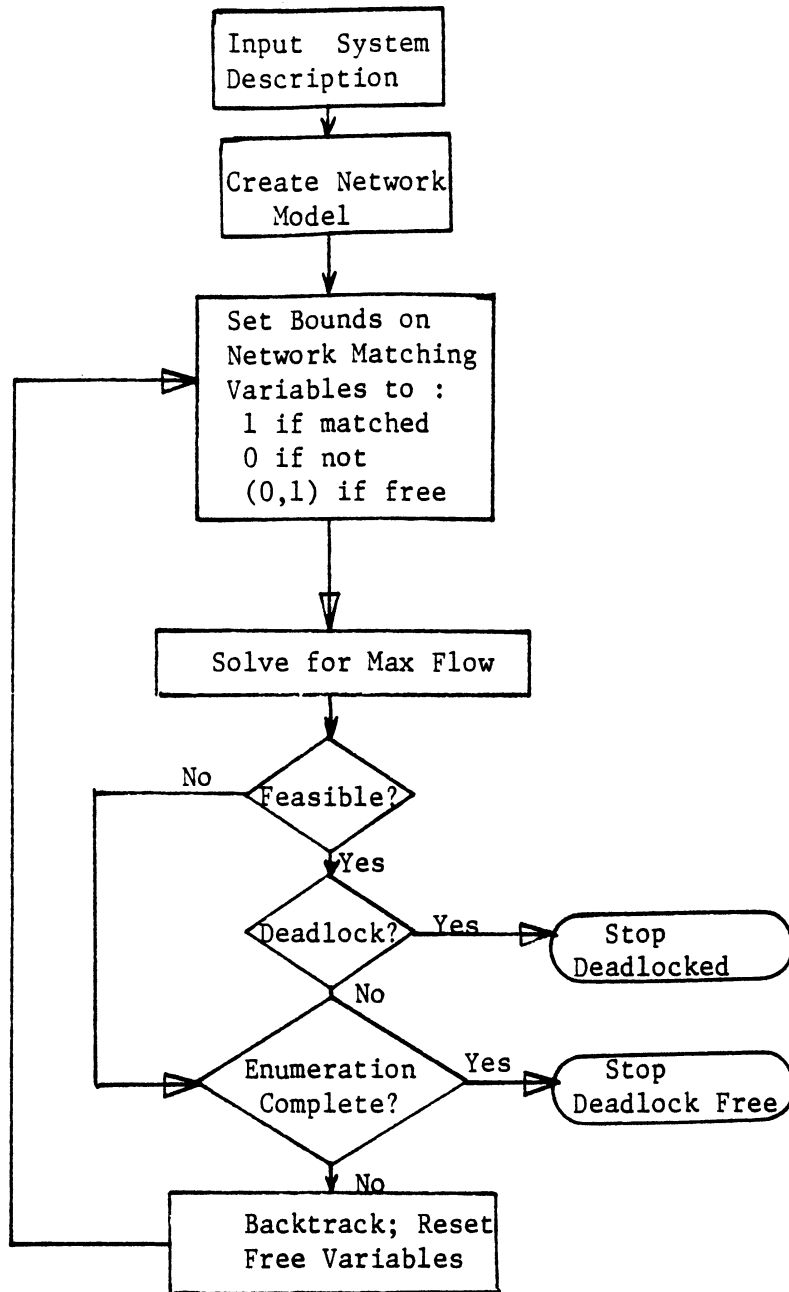 Input System
Description
Create Network
Model
Set Bounds on
Network Matching
Variables to :
1 if matched
0 if not
(0,1) if free
Solve for Max Flow
No
Feasible?
Yes
Deadlock?
Yes
Stop
Deadlocked
No
Enumeration
Complete?
Yes
Stop
Deadlock Free
No
Backtrack; Reset
Free Variables